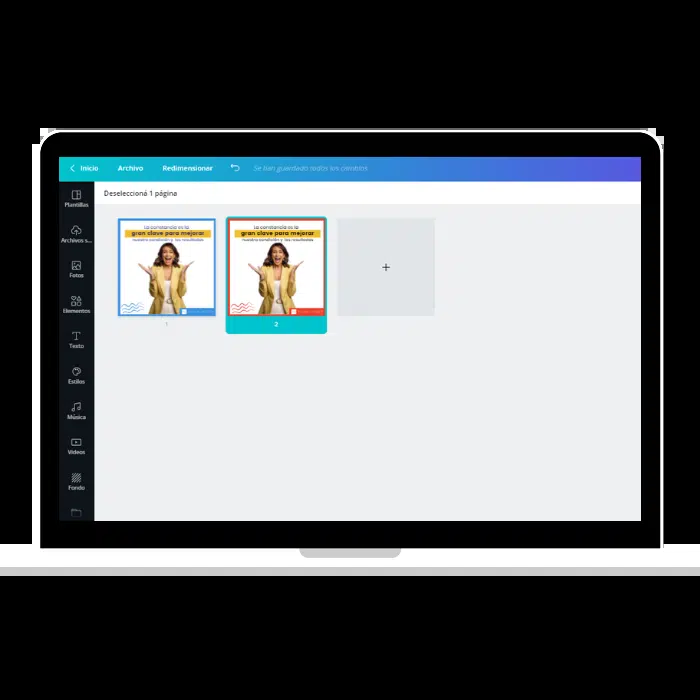 Inicio
Archivo
Redimensionar
Se han guardado todos los cambios
Deseleccioná 1 página
Plantillas
Archivos s...
Fotos
Elementos
Texto
Estilos
Música
Videos
Fondo
La constancia es la
gran clave para mejorar
nuestra condición y los resultados
1
La constancia es la
gran clave para mejorar
nuestra condición y los resultados
2